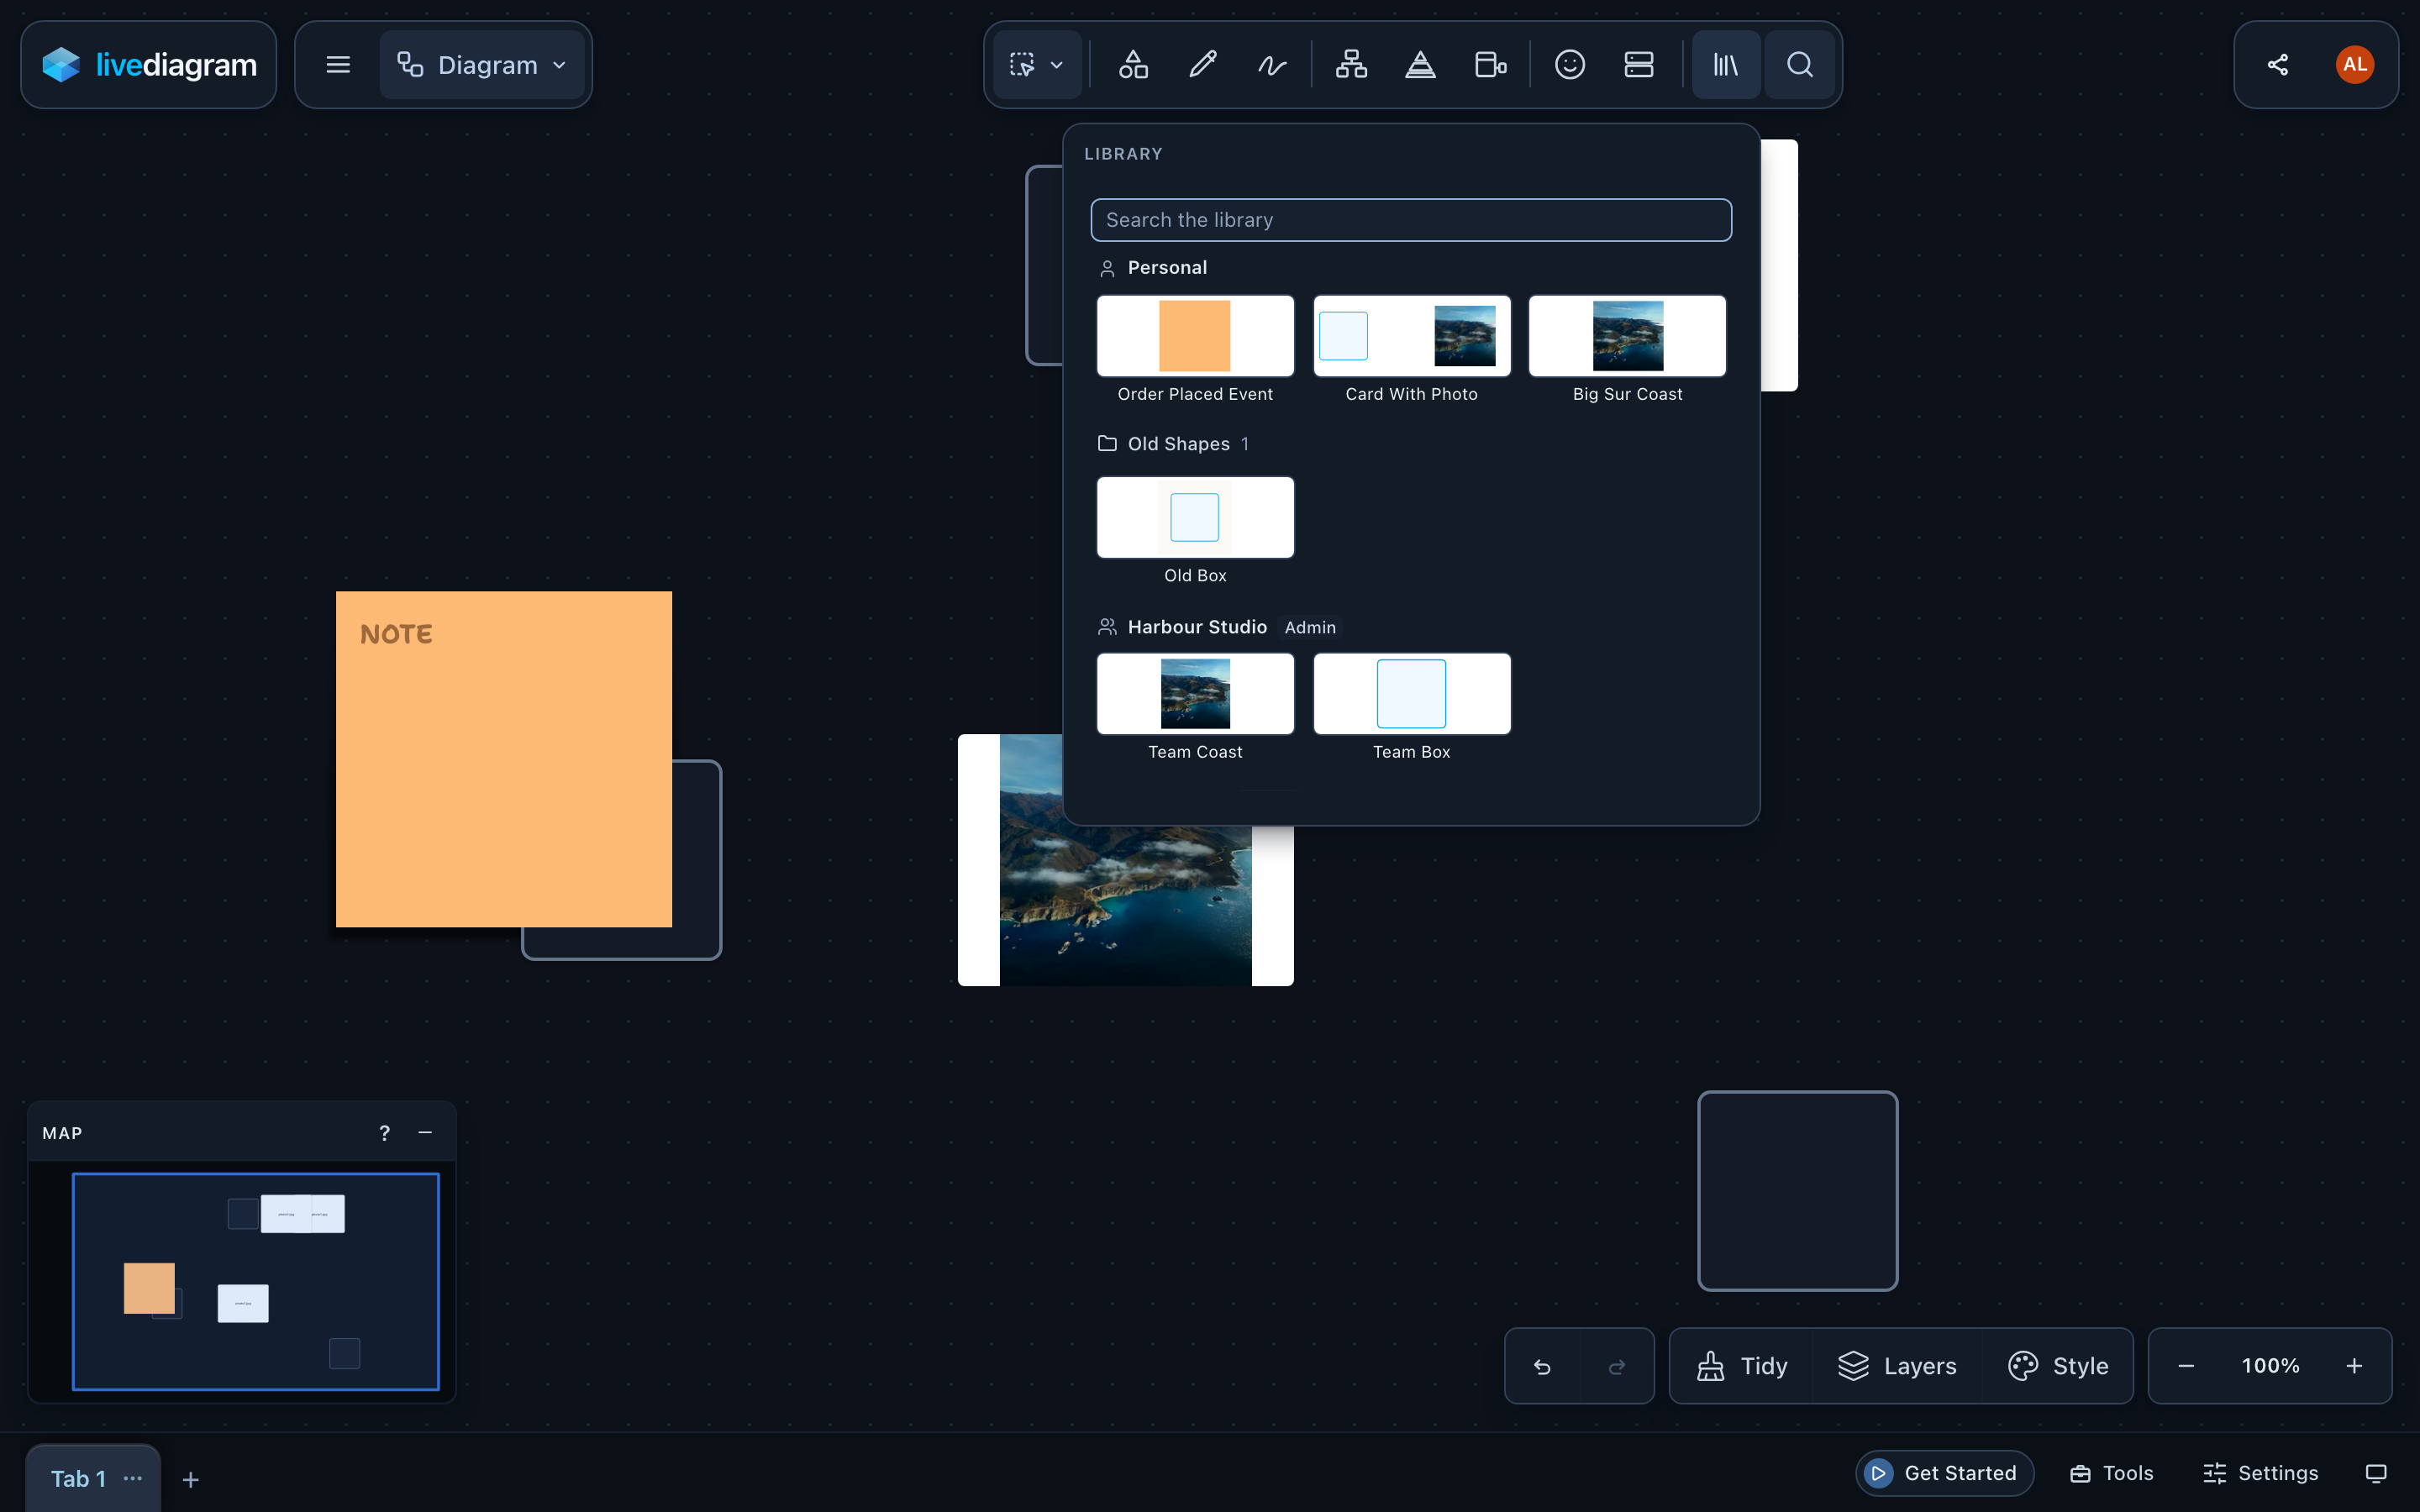 livediagram
Diagram
AL
LIBRARY
Search the library
Personal
Order Placed Event
Card With Photo
Big Sur Coast
Old Shapes 1
Old Box
Harbour Studio Admin
Team Coast
Team Box
NOTE
MAP ?
Tidy
Layers
Style
100%
Tab 1
Get Started
Tools
Settings